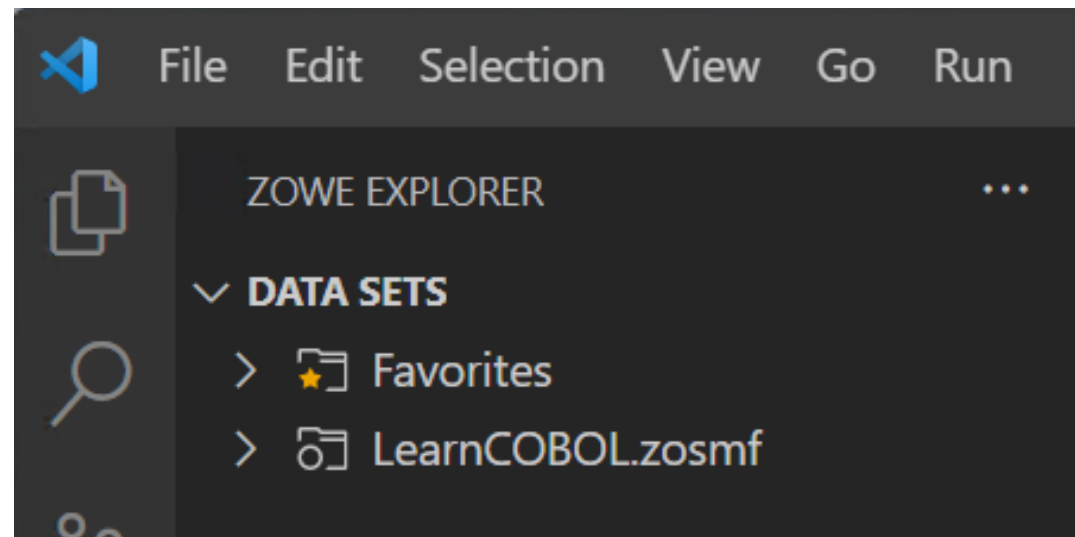 File Edit Selection View Go Run
ZOWE EXPLORER
DATA SETS
Favorites
LearnCOBOL.zosmf